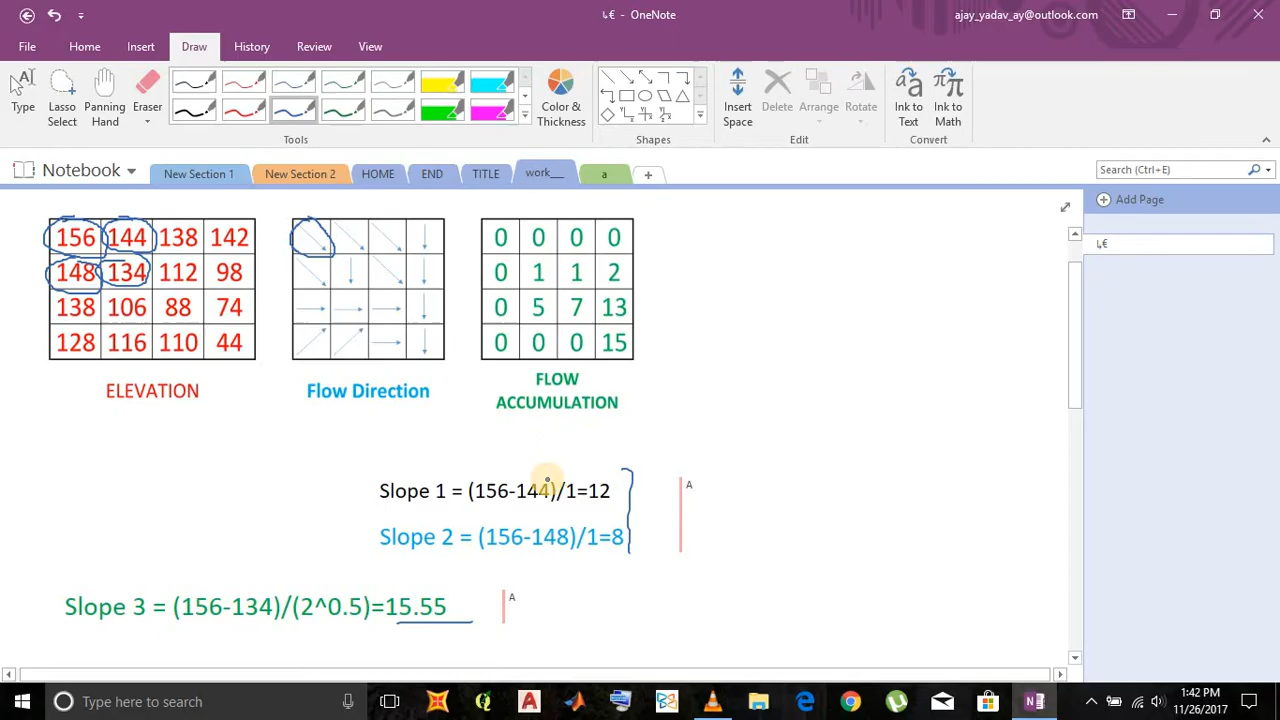 ৸€ - OneNote
ajay_yadav_ay@outlook.com
File Home Insert Draw History Review View
Type
Lasso Select
Panning Hand
Eraser
Color & Thickness
Insert Space
Delete
Arrange
Rotate
Ink to Text
Ink to Math
Tools
Shapes
Edit
Convert
Notebook New Section 1 New Section 2 HOME END TITLE work__ a
Search (Ctrl+E)
Add Page
156 144 138 142
148 134 112 98
138 106 88 74
128 116 110 44
ELEVATION
Flow Direction
0 0 0 0
0 1 1 2
0 5 7 13
0 0 0 15
FLOW
ACCUMULATION
Slope 1 = (156-144)/1=12
A
Slope 2 = (156-148)/1=8
Slope 3 = (156-134)/(2^0.5)=15.55
A
Type here to search
1:42 PM
11/26/2017